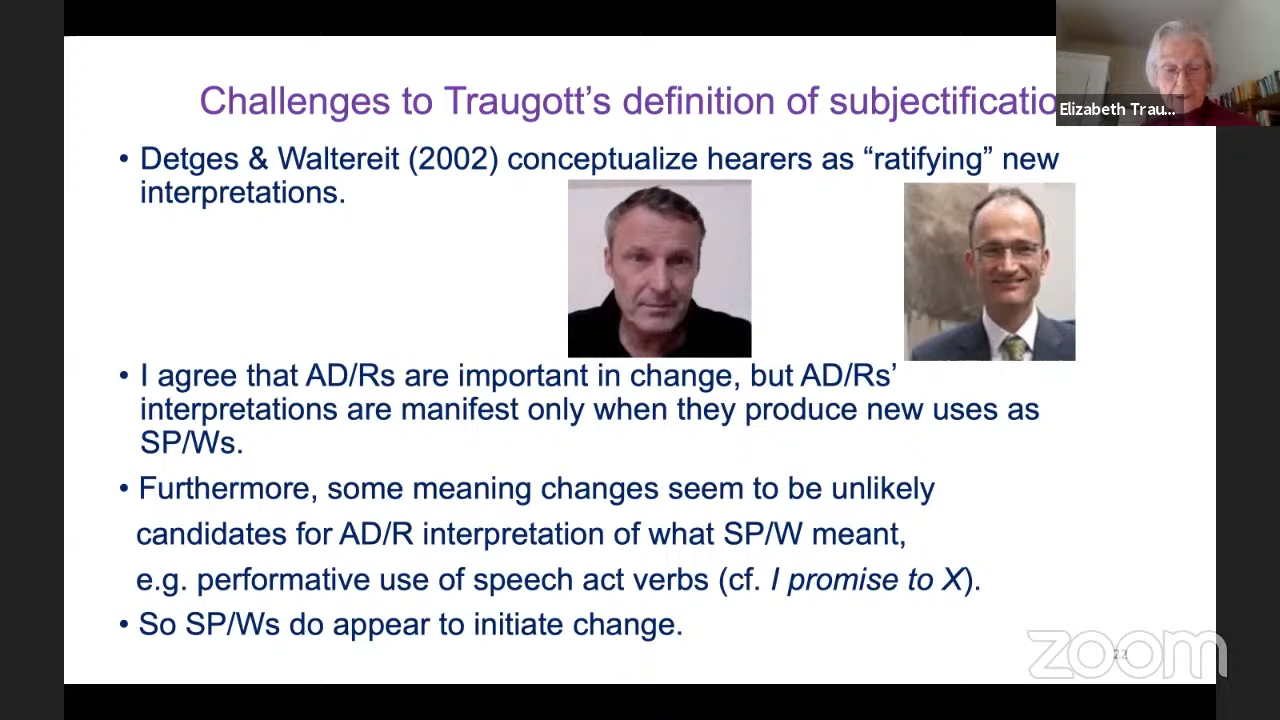 Challenges to Traugott's definition of subjectificatio
Elizabeth Trau...
• Detges & Waltereit (2002) conceptualize hearers as “ratifying” new
interpretations.
• I agree that AD/Rs are important in change, but AD/Rs’
interpretations are manifest only when they produce new uses as
SP/Ws.
• Furthermore, some meaning changes seem to be unlikely
candidates for AD/R interpretation of what SP/W meant,
e.g. performative use of speech act verbs (cf. I promise to X).
• So SP/Ws do appear to initiate change.
22
zoom